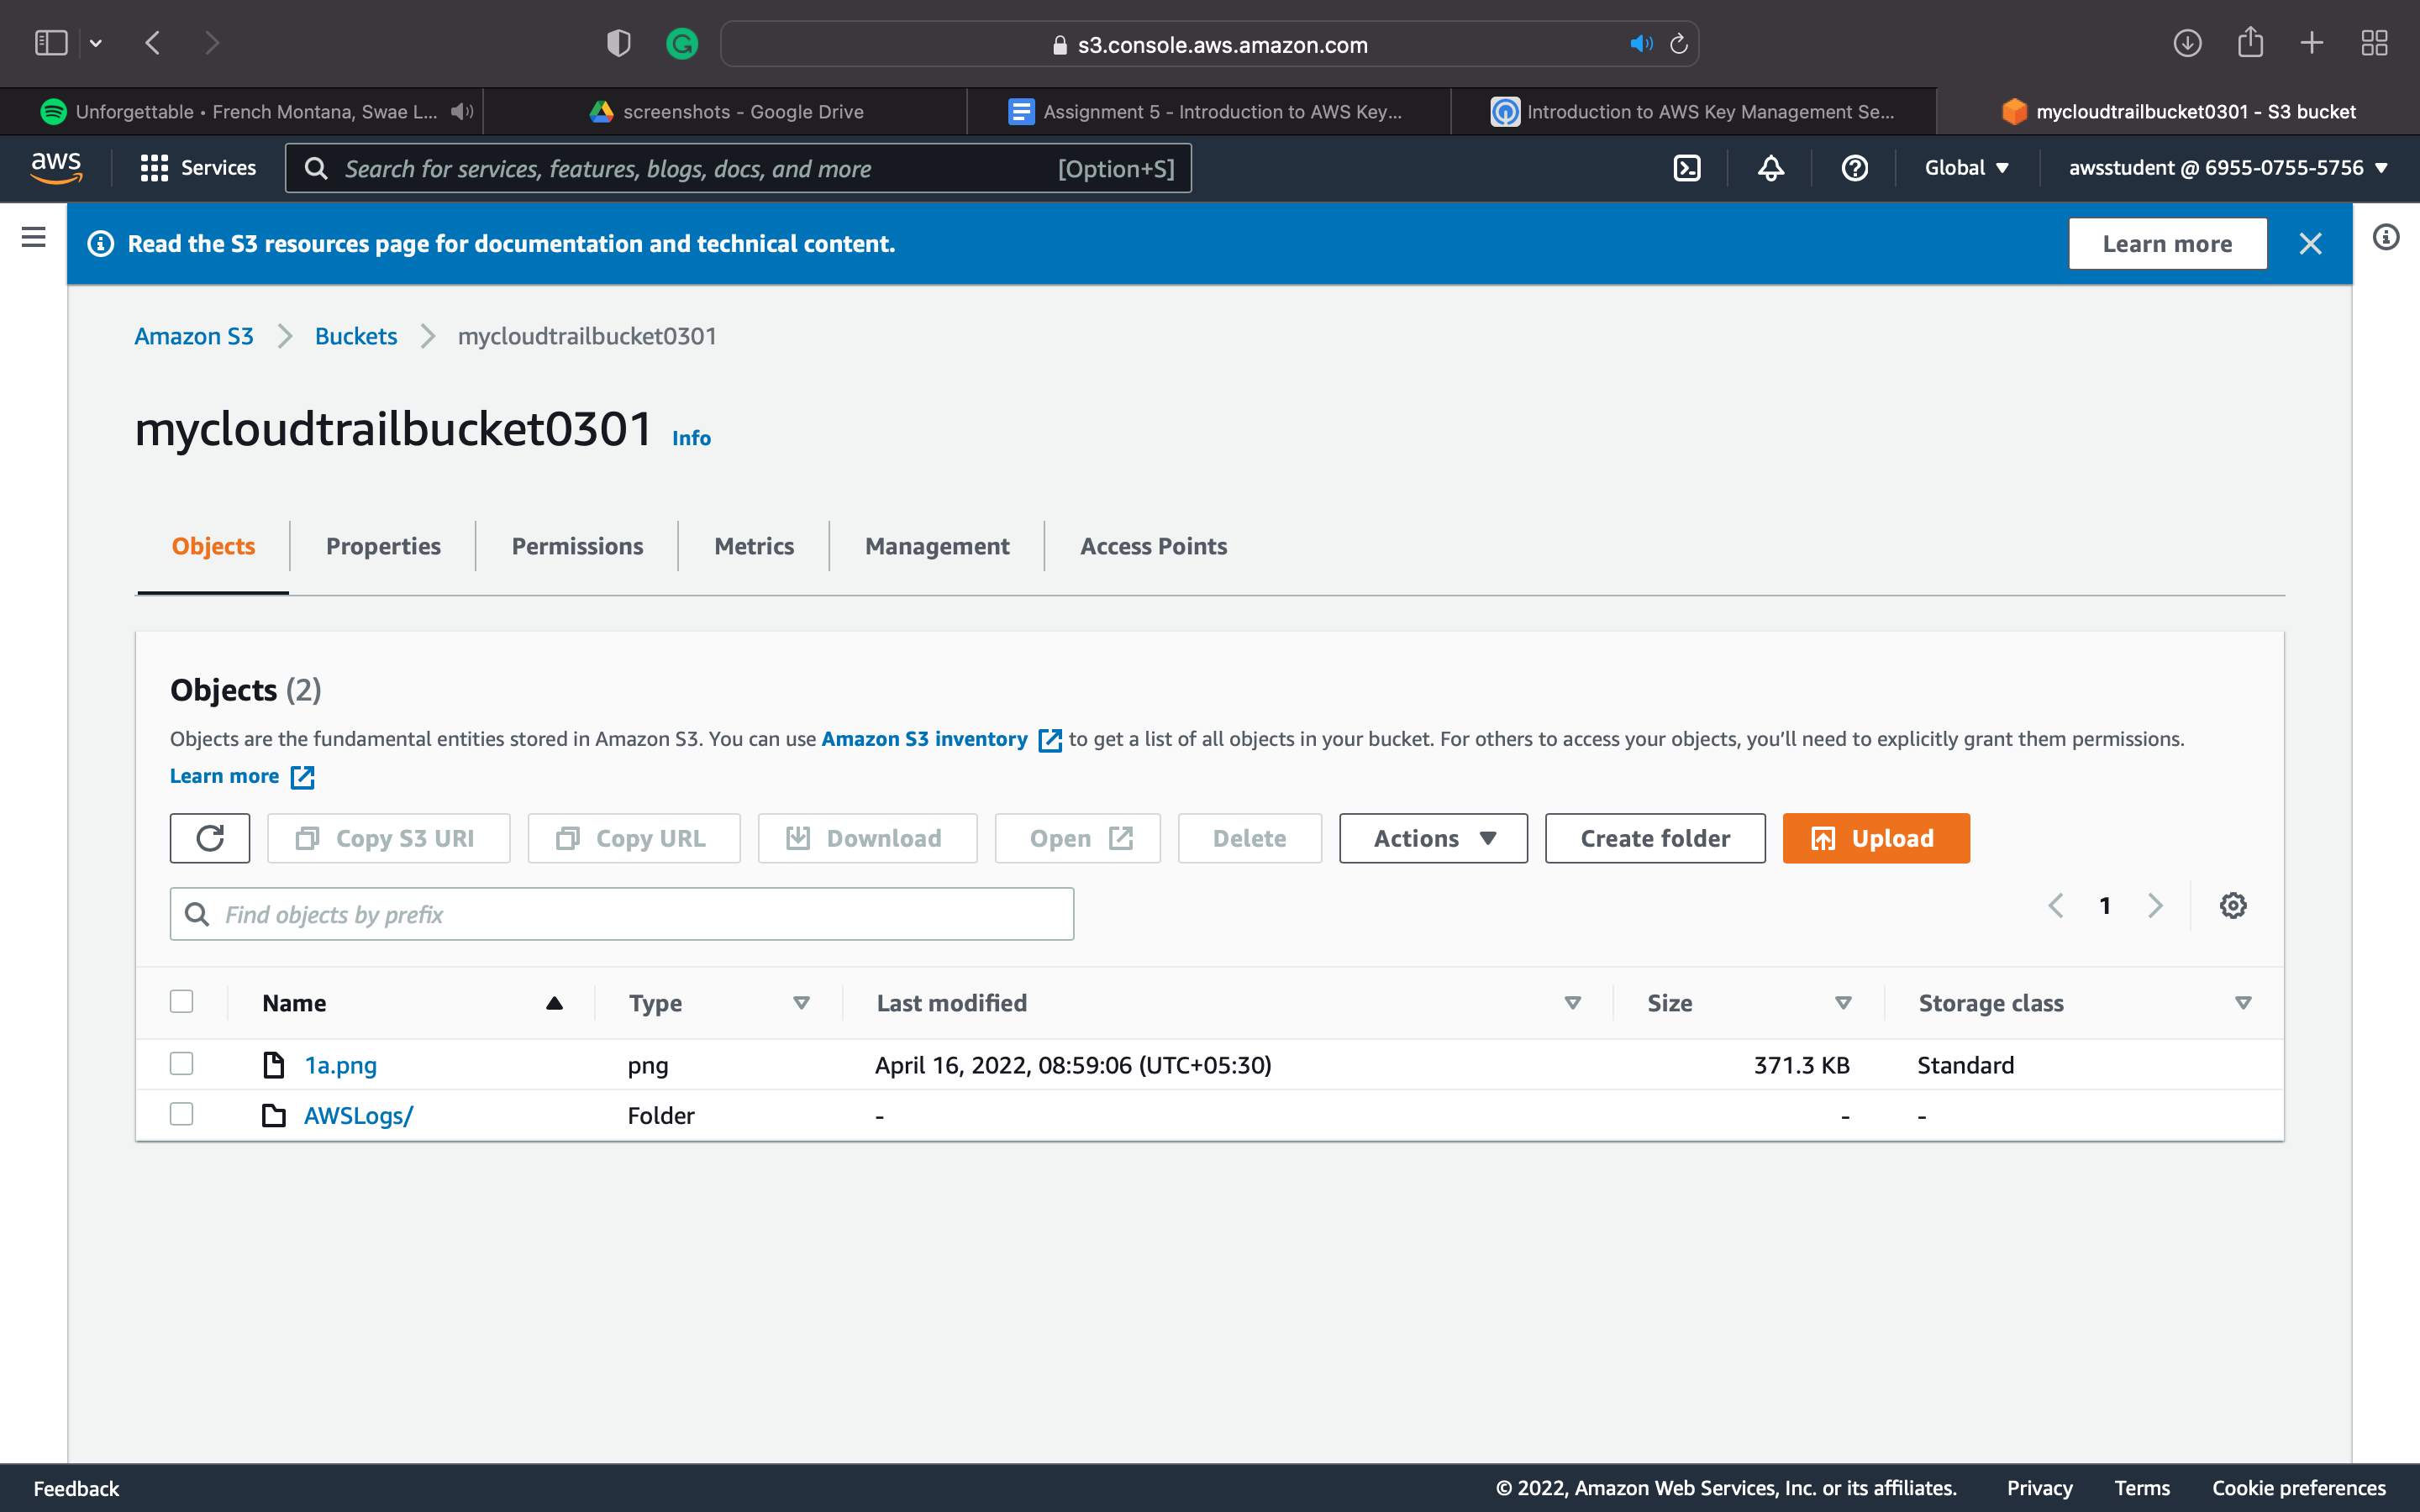 s3.console.aws.amazon.com
Unforgettable • French Montana, Swae L...
screenshots - Google Drive
Assignment 5 - Introduction to AWS Key...
Introduction to AWS Key Management Se...
mycloudtrailbucket0301 - S3 bucket
aws
Services
Search for services, features, blogs, docs, and more
[Option+S]
Global
awsstudent @ 6955-0755-5756
Read the S3 resources page for documentation and technical content.
Learn more
Amazon S3
Buckets
mycloudtrailbucket0301
mycloudtrailbucket0301 Info
Objects
Properties
Permissions
Metrics
Management
Access Points
Objects (2)
Objects are the fundamental entities stored in Amazon S3. You can use Amazon S3 inventory to get a list of all objects in your bucket. For others to access your objects, you’ll need to explicitly grant them permissions.
Learn more
Copy S3 URI
Copy URL
Download
Open
Delete
Actions
Create folder
Upload
Find objects by prefix
1
Name Type Last modified Size Storage class
1a.png png April 16, 2022, 08:59:06 (UTC+05:30) 371.3 KB Standard
AWSLogs/ Folder - - -
Feedback
© 2022, Amazon Web Services, Inc. or its affiliates.
Privacy
Terms
Cookie preferences